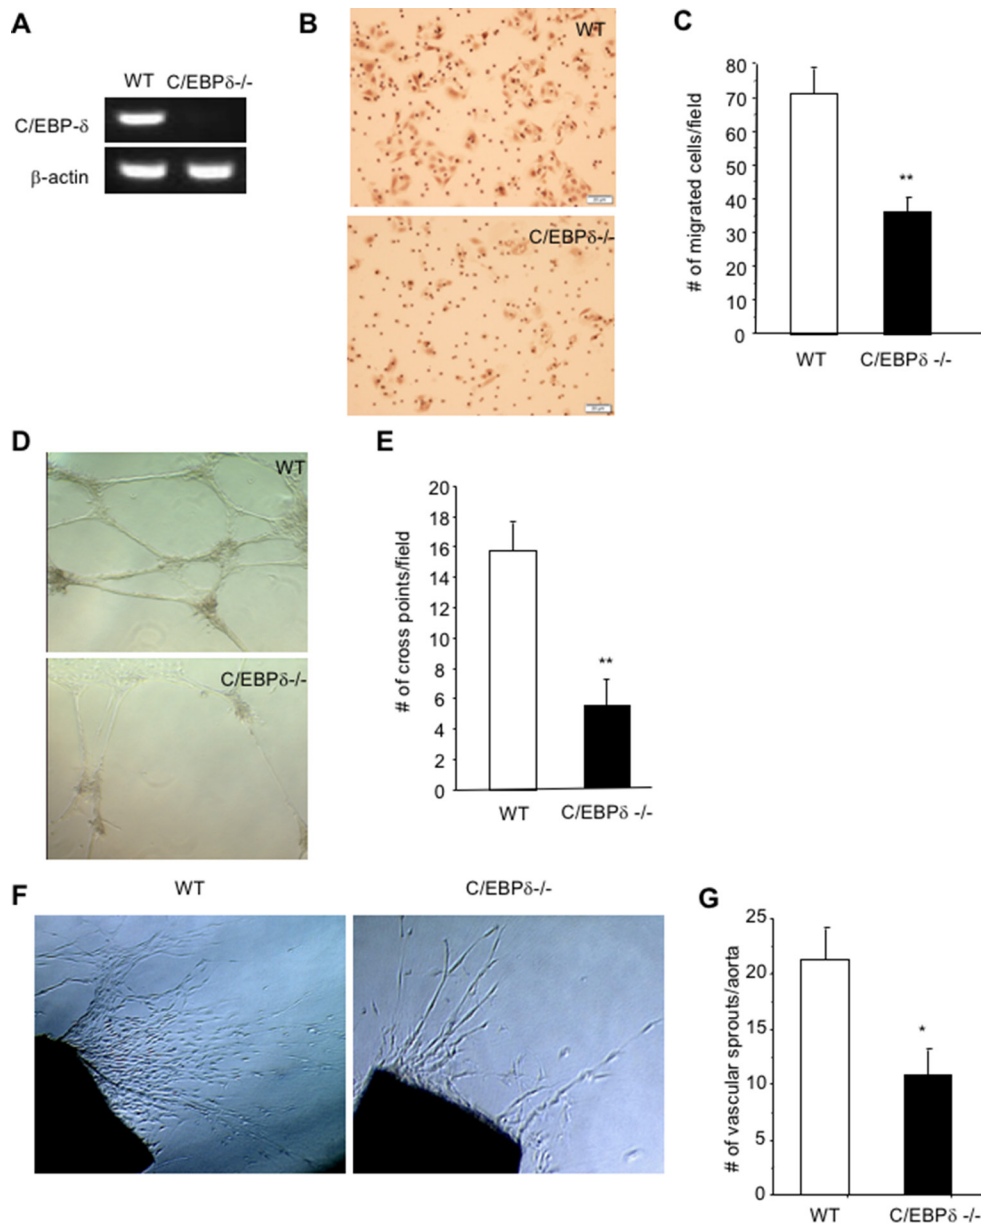 A
WT C/EBPδ-/-
C/EBP-δ
β-actin
B
WT
C/EBPδ-/-
C
# of migrated cells/field
80
70
60
50
40
30
20
10
0
**
WT C/EBPδ -/-
D
WT
C/EBPδ-/-
E
# of cross points/field
20
18
16
14
12
10
8
6
4
2
0
**
WT C/EBPδ -/-
F
WT C/EBPδ-/-
G
# of vascular sprouts/aorta
25
20
15
10
5
0
*
WT C/EBPδ -/-